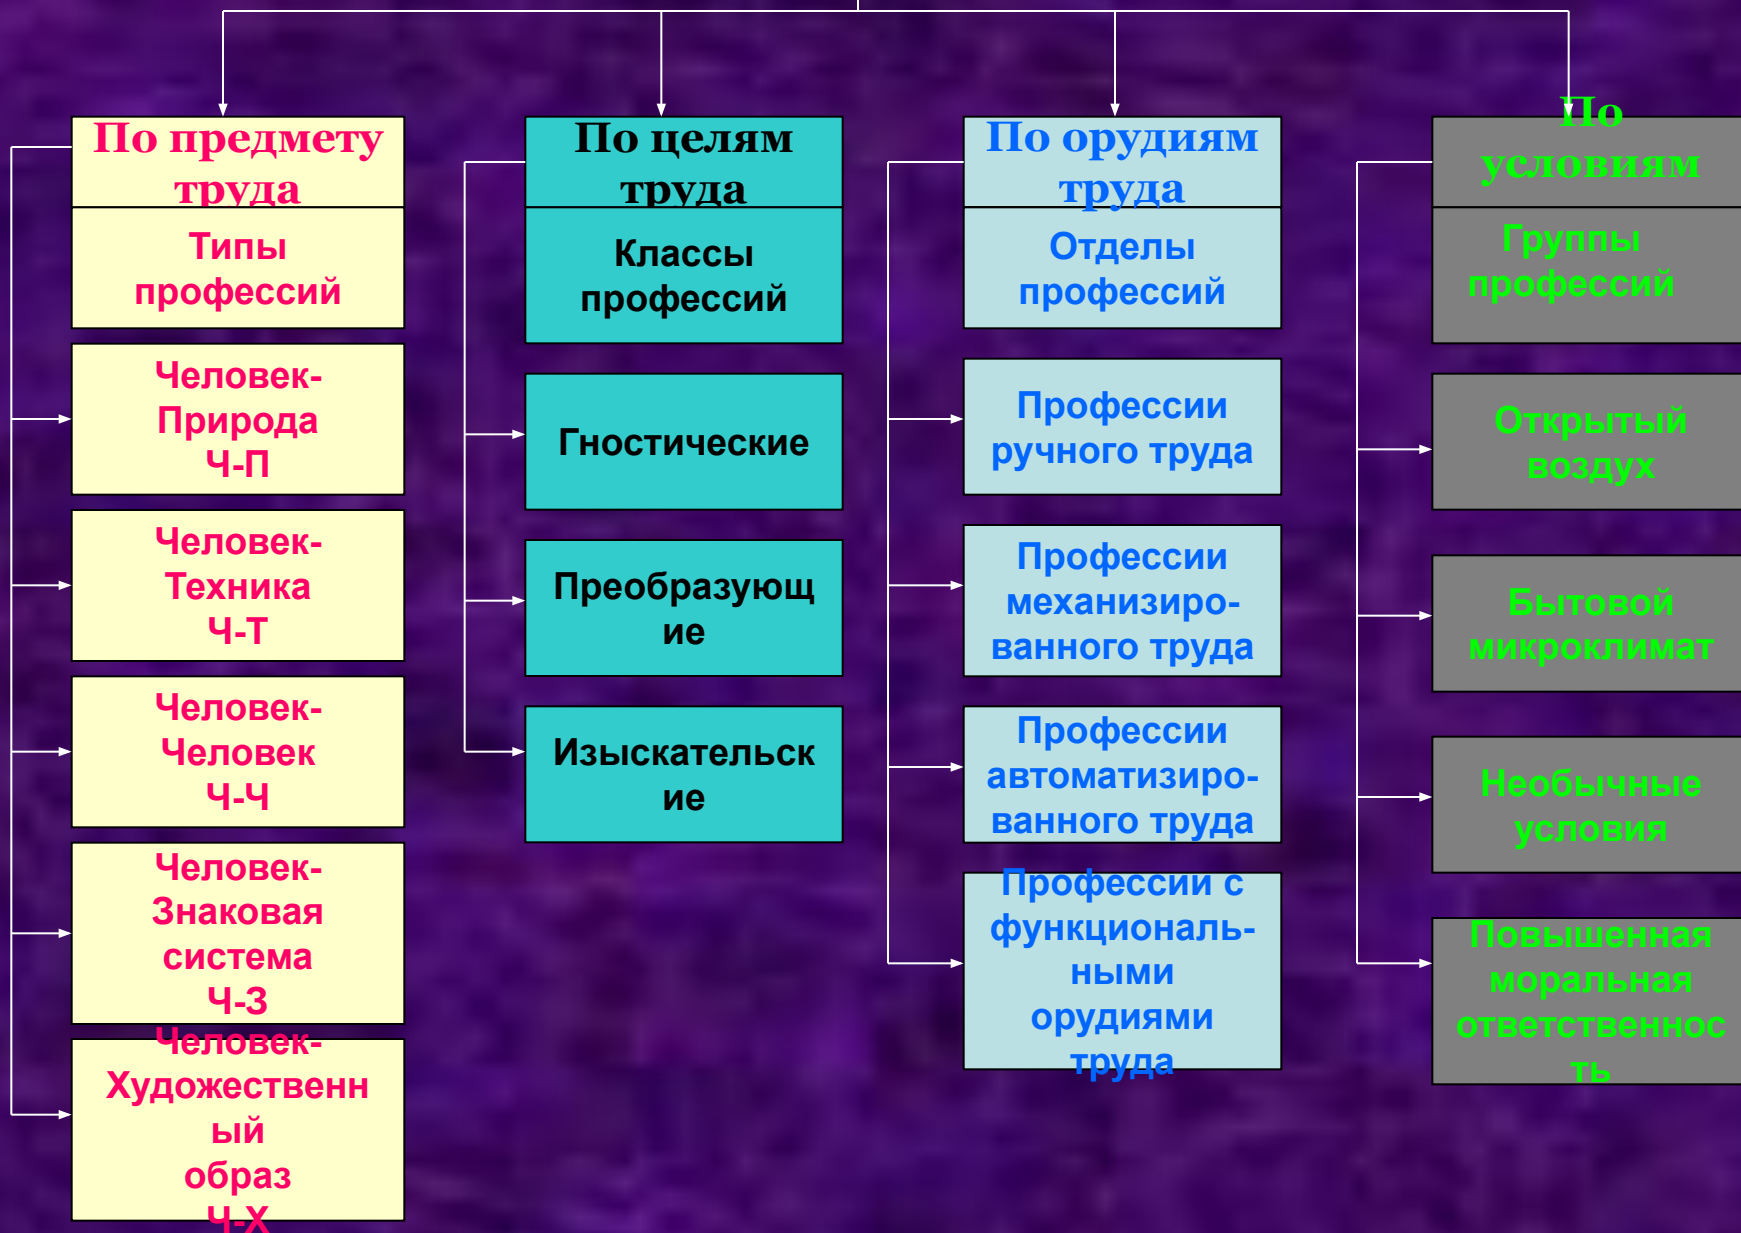 По предмету
труда
Типы
профессий
Человек-
Природа
Ч-П
Человек-
Техника
Ч-Т
Человек-
Человек
Ч-Ч
Человек-
Знаковая
система
Ч-З
Человек-
Художественн
ый
образ
Ч-Х
По целям
труда
Классы
профессий
Гностические
Преобразующ
ие
Изыскательск
ие
По орудиям
труда
Отделы
профессий
Профессии
ручного труда
Профессии
механизиро-
ванного труда
Профессии
автоматизиро-
ванного труда
Профессии с
функциональ-
ными
орудиями
труда
По
условиям
Группы
профессий
Открытый
воздух
Бытовой
микроклимат
Необычные
условия
Повышенная
моральная
ответственнос
ть